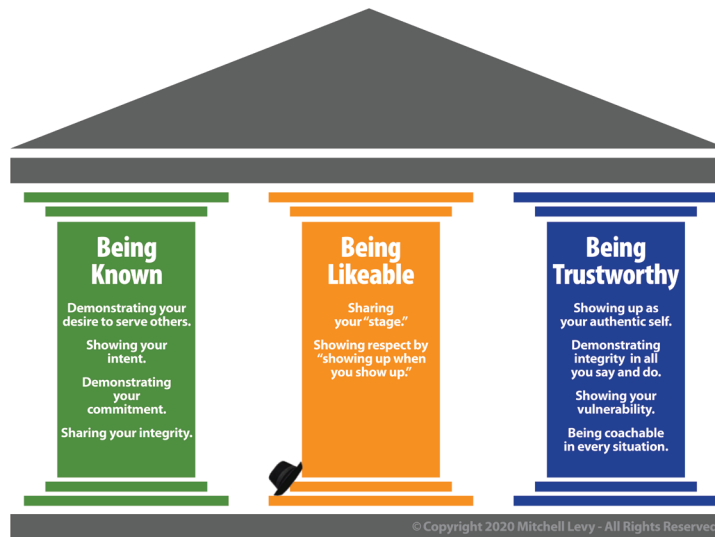 Being
Known
Demonstrating your
desire to serve others.
Showing your
intent.
Demonstrating
your
commitment.
Sharing your integrity.
Being
Likeable
Sharing
your “stage.”
Showing respect by
“showing up when
you show up.”
Being
Trustworthy
Showing up as
your authentic self.
Demonstrating
integrity in all
you say and do.
Showing your
vulnerability.
Being coachable
in every situation.
© Copyright 2020 Mitchell Levy - All Rights Reserved